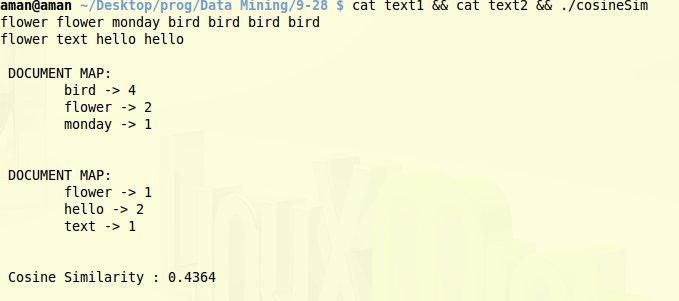 aman@aman ~/Desktop/prog/Data Mining/9-28 $ cat text1 && cat text2 && ./cosineSim
flower flower monday bird bird bird bird
flower text hello hello
DOCUMENT MAP:
bird -> 4
flower -> 2
monday -> 1
DOCUMENT MAP:
flower -> 1
hello -> 2
text -> 1
Cosine Similarity : 0.4364